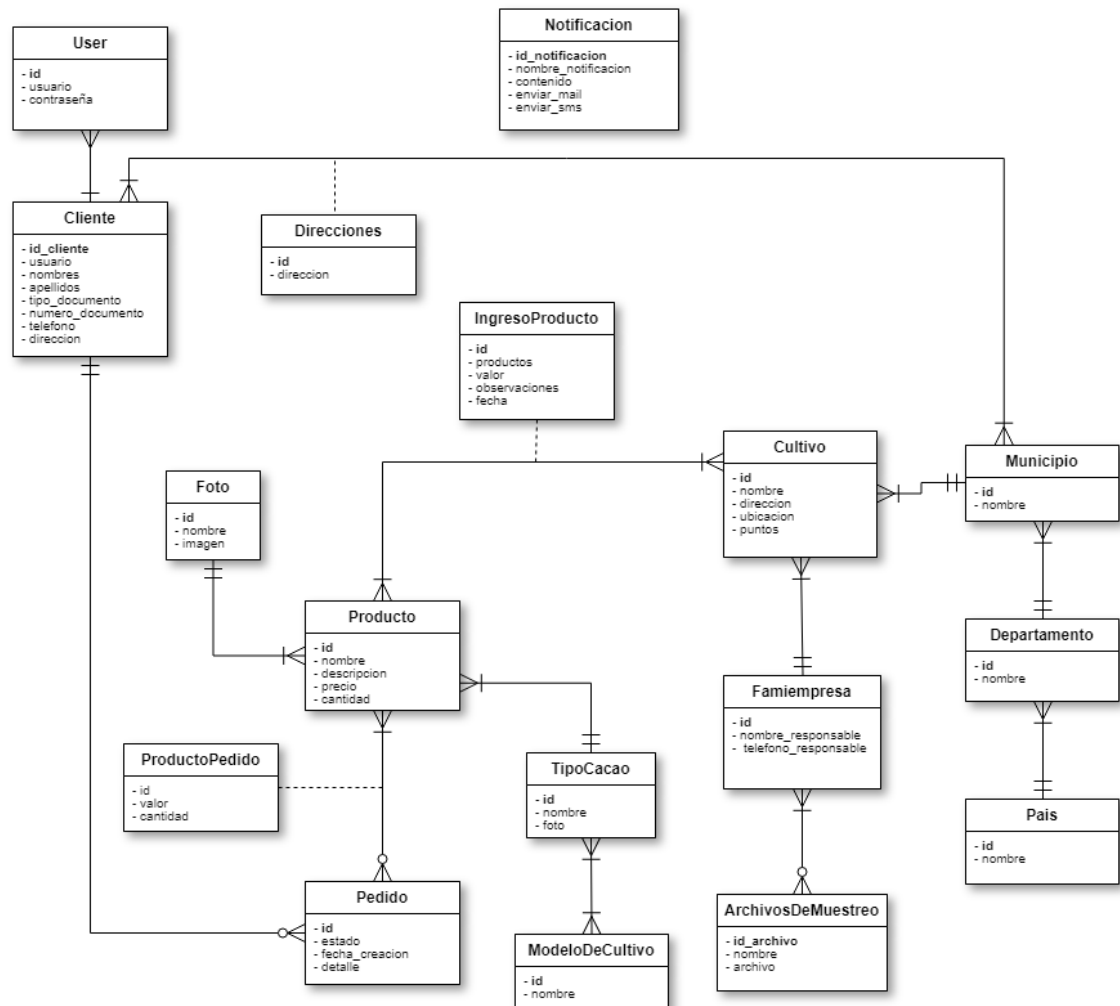 User
- id
- usuario
- contraseña
Notificacion
- id_notificacion
- nombre_notificacion
- contenido
- enviar_mail
- enviar_sms
Cliente
- id_cliente
- usuario
- nombres
- apellidos
- tipo_documento
- numero_documento
- telefono
- direccion
Direcciones
- id
- direccion
IngresoProducto
- id
- productos
- valor
- observaciones
- fecha
Foto
- id
- nombre
- imagen
Cultivo
- id
- nombre
- direccion
- ubicacion
- puntos
Municipio
- id
- nombre
Producto
- id
- nombre
- descripcion
- precio
- cantidad
Departamento
- id
- nombre
Famiempresa
- id
- nombre_responsable
- telefono_responsable
ProductoPedido
- id
- valor
- cantidad
TipoCacao
- id
- nombre
- foto
Pais
- id
- nombre
Pedido
- id
- estado
- fecha_creacion
- detalle
ModeloDeCultivo
- id
- nombre
ArchivosDeMuestreo
- id_archivo
- nombre
- archivo